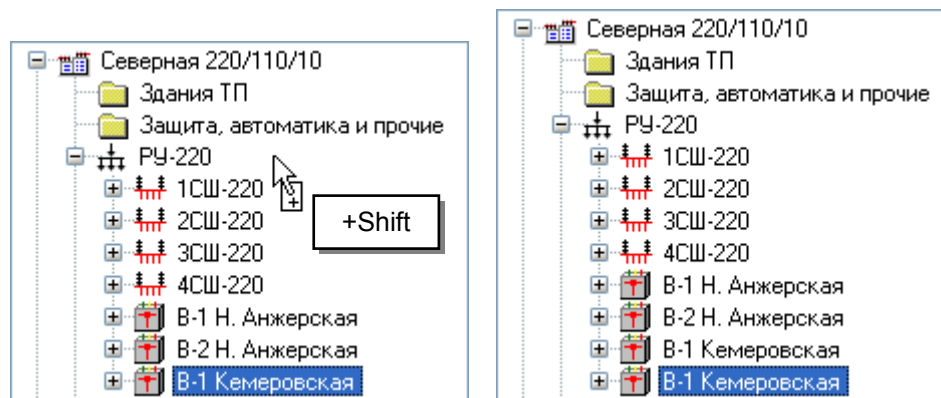 Северная 220/110/10
Здания ТП
Защита, автоматика и прочие
РУ-220
1СШ-220
+Shift
2СШ-220
3СШ-220
4СШ-220
В-1 Н. Анжерская
В-2 Н. Анжерская
В-1 Кемеровская
Северная 220/110/10
Здания ТП
Защита, автоматика и прочие
РУ-220
1СШ-220
2СШ-220
3СШ-220
4СШ-220
В-1 Н. Анжерская
В-2 Н. Анжерская
В-1 Кемеровская
В-1 Кемеровская